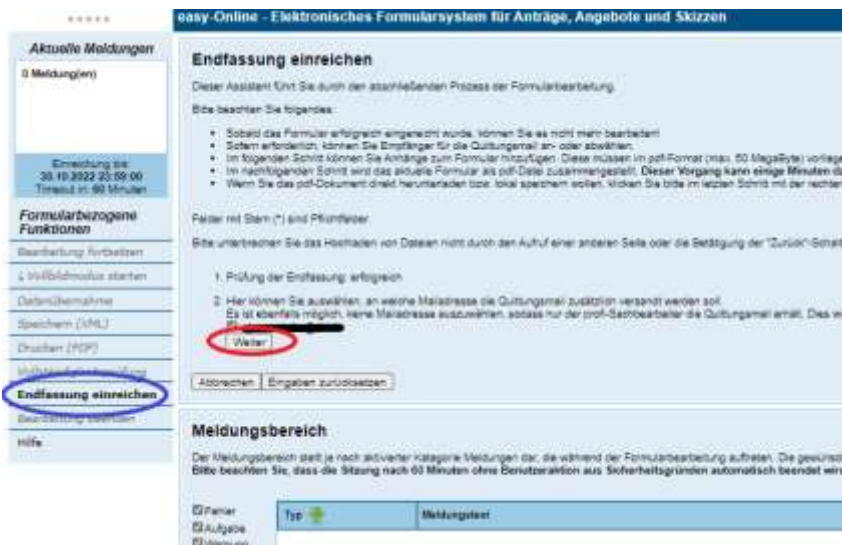 easy-Online - Elektronisches Formularsystem für Anträge, Angebote und Skizzen
Aktuelle Meldungen
0 Meldung(en)
Einreichung bis:
30.10.2022 23:59:00
Timeout in: 60 Minuten
Formularbezogene
Funktionen
Bearbeitung fortsetzen
Vollbildmodus starten
Datenübernahme
Speichern (XML)
Drucken (PDF)
Endfassung einreichen
Bearbeitung beenden
Hilfe
Endfassung einreichen
Dieser Assistent führt Sie durch den abschließenden Prozess der Formularbearbeitung.
Bitte beachten Sie folgendes:
Sobald das Formular erfolgreich eingereicht wurde, können Sie es nicht mehr bearbeiten!
Sofern erforderlich, können Sie Empfänger für die Quittungsmail an- oder abwählen.
Im folgenden Schritt können Sie Anhänge zum Formular hinzufügen. Diese müssen im pdf-Format (max. 50 MegaByte) vorliege
Im nachfolgenden Schritt wird das aktuelle Formular als pdf-Datei zusammengestellt. Dieser Vorgang kann einige Minuten da
Wenn Sie das pdf-Dokument direkt herunterladen bzw. lokal speichern wollen, klicken Sie bitte im letzten Schritt mit der rechten
Felder mit Stern (*) sind Pflichtfelder.
Bitte unterbrechen Sie das Hochladen von Dateien nicht durch den Aufruf einer anderen Seite oder die Betätigung der "Zurück"-Schalt
1. Prüfung der Endfassung: erfolgreich
2. Hier können Sie auswählen, an welche Mailadresse die Quittungsmail zusätzlich versandt werden soll.
Es ist ebenfalls möglich, keine Mailadresse auszuwählen, sodass nur der profi-Sachbearbeiter die Quittungsmail erhält. Dies w
Weiter
Abbrechen Eingaben zurücksetzen
Meldungsbereich
Der Meldungsbereich stellt je nach aktivierter Kategorie Meldungen dar, die während der Formularbearbeitung auftreten. Die gewünsc
Bitte beachten Sie, dass die Sitzung nach 60 Minuten ohne Benutzeraktion aus Sicherheitsgründen automatisch beendet wir
Fehler
Aufgabe
Warnung
Typ
Meldungstext